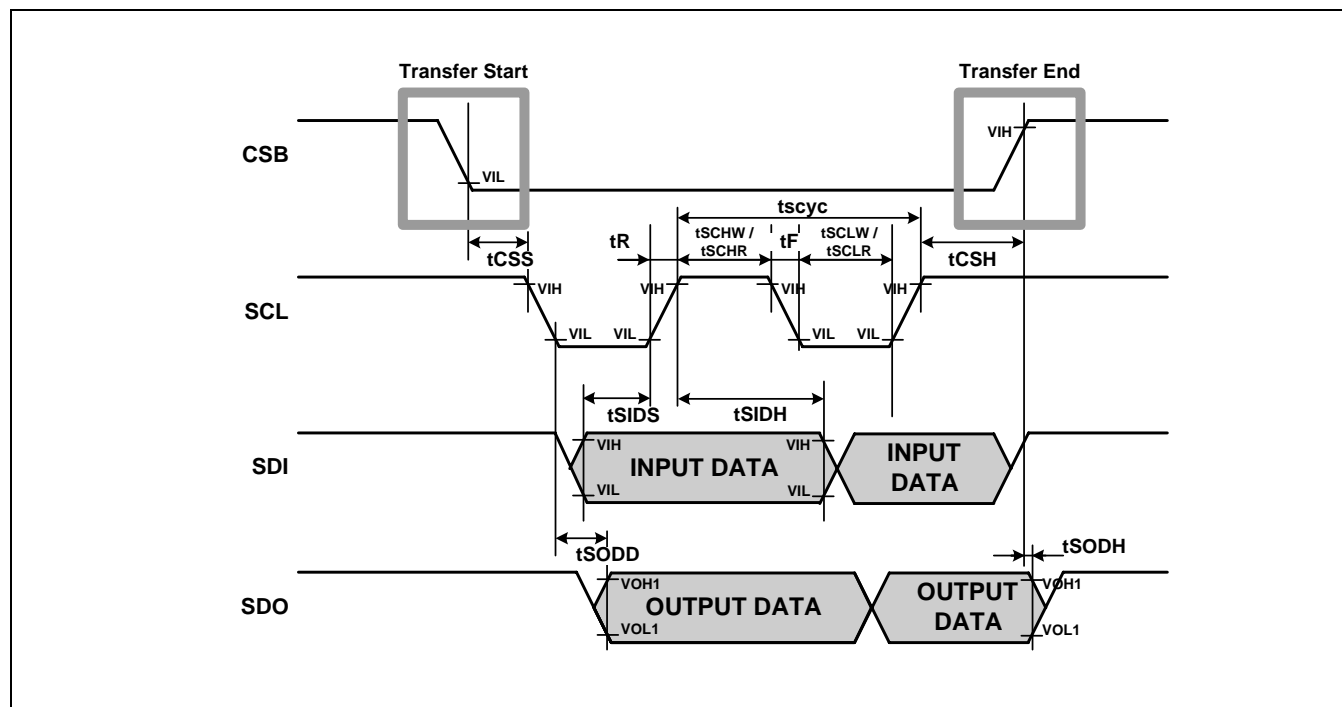 Transfer Start
Transfer End
CSB
VIL
VIH
tscyc
tCSS
tR
tSCHW /
tSCHR
tF
tSCLW /
tSCLR
tCSH
SCL
VIH
VIH
VIH
VIH
VIL
VIL
VIL
VIL
tSIDS
tSIDH
SDI
VIH
VIL
INPUT DATA
VIH
VIL
INPUT
DATA
tSODD
tSODH
SDO
VOH1
VOL1
OUTPUT DATA
OUTPUT
DATA
VOH1
VOL1